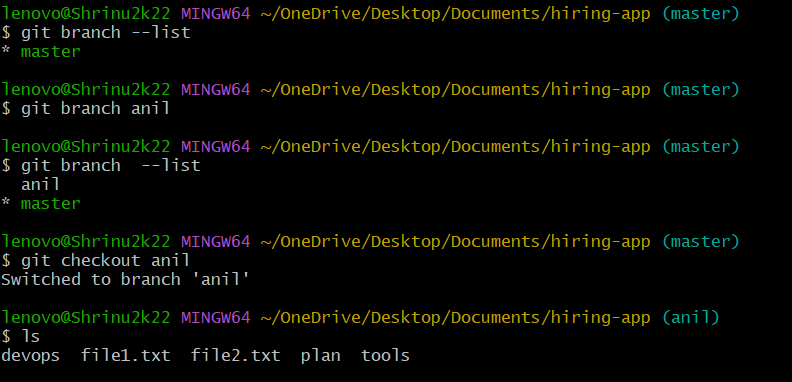 lenovo@Shrinu2k22 MINGW64 ~/OneDrive/Desktop/Documents/hiring-app (master)
$ git branch --list
* master
lenovo@Shrinu2k22 MINGW64 ~/OneDrive/Desktop/Documents/hiring-app (master)
$ git branch anil
lenovo@Shrinu2k22 MINGW64 ~/OneDrive/Desktop/Documents/hiring-app (master)
$ git branch  --list
  anil
* master
lenovo@Shrinu2k22 MINGW64 ~/OneDrive/Desktop/Documents/hiring-app (master)
$ git checkout anil
Switched to branch 'anil'
lenovo@Shrinu2k22 MINGW64 ~/OneDrive/Desktop/Documents/hiring-app (anil)
$ ls
devops  file1.txt  file2.txt  plan  tools